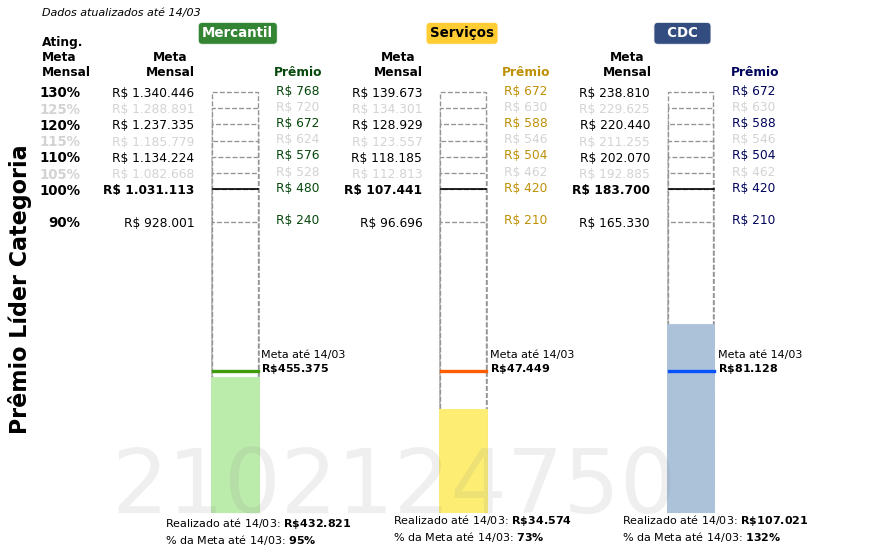 Dados atualizados até 14/03
Mercantil
Serviços
CDC
Ating.
Meta
Mensal
Meta
Mensal
Prêmio
Meta
Mensal
Prêmio
Meta
Mensal
Prêmio
130% R$ 1.340.446 R$ 768 R$ 139.673 R$ 672 R$ 238.810 R$ 672
125% R$ 1.288.891 R$ 720 R$ 134.301 R$ 630 R$ 229.625 R$ 630
120% R$ 1.237.335 R$ 672 R$ 128.929 R$ 588 R$ 220.440 R$ 588
115% R$ 1.185.779 R$ 624 R$ 123.557 R$ 546 R$ 211.255 R$ 546
110% R$ 1.134.224 R$ 576 R$ 118.185 R$ 504 R$ 202.070 R$ 504
105% R$ 1.082.668 R$ 528 R$ 112.813 R$ 462 R$ 192.885 R$ 462
100% R$ 1.031.113 R$ 480 R$ 107.441 R$ 420 R$ 183.700 R$ 420
90% R$ 928.001 R$ 240 R$ 96.696 R$ 210 R$ 165.330 R$ 210
Prêmio Líder Categoria
Meta até 14/03
R$455.375
Meta até 14/03
R$47.449
Meta até 14/03
R$81.128
2102124750
Realizado até 14/03: R$432.821
% da Meta até 14/03: 95%
Realizado até 14/03: R$34.574
% da Meta até 14/03: 73%
Realizado até 14/03: R$107.021
% da Meta até 14/03: 132%